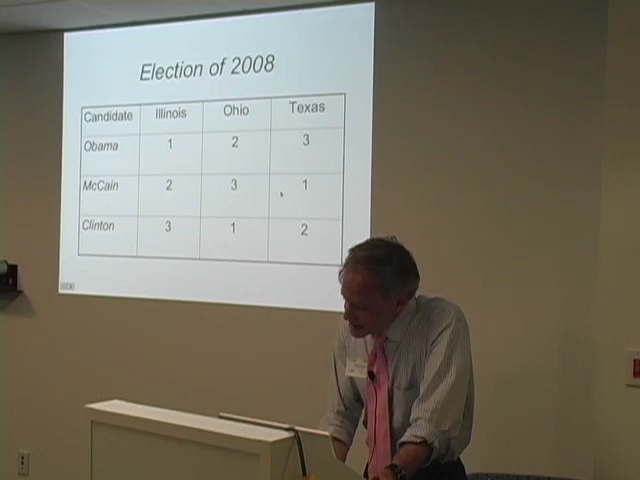 Election of 2008
Candidate Illinois Ohio Texas
Obama 1 2 3
McCain 2 3 1
Clinton 3 1 2